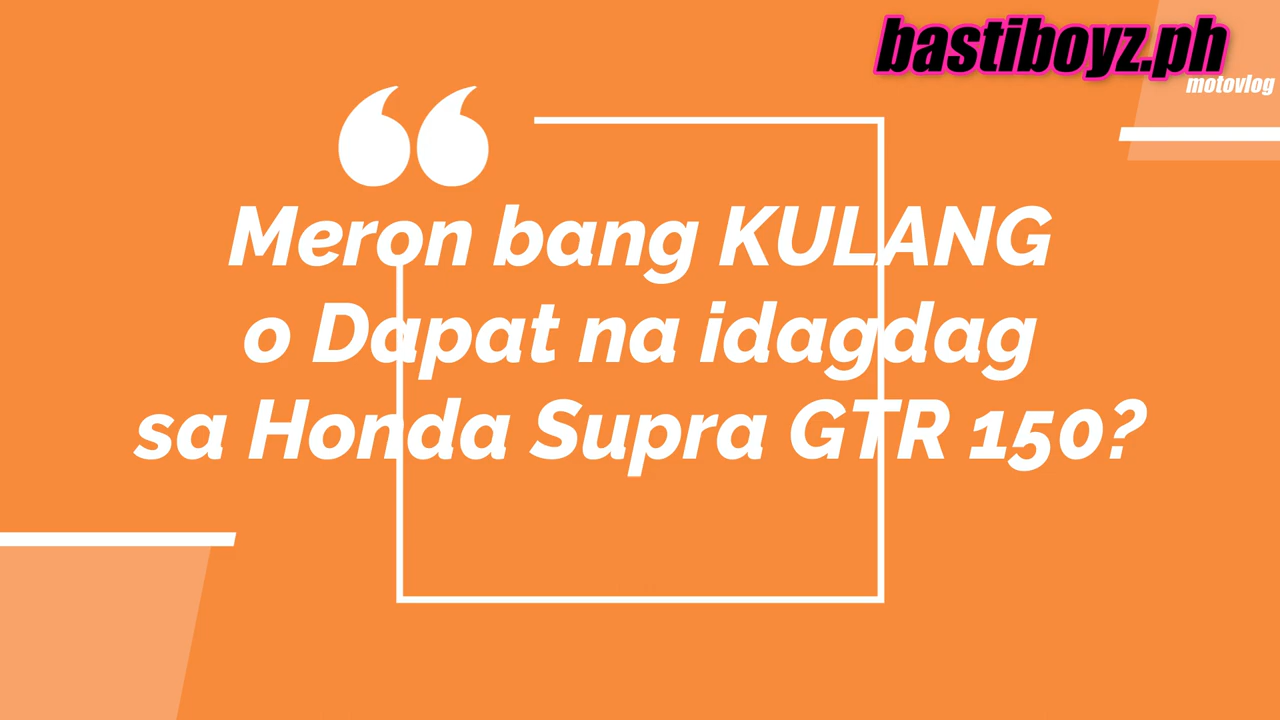 bastiboyz.ph
motovlog
“
Meron bang KULANG
o Dapat na idagdag
sa Honda Supra GTR 150?